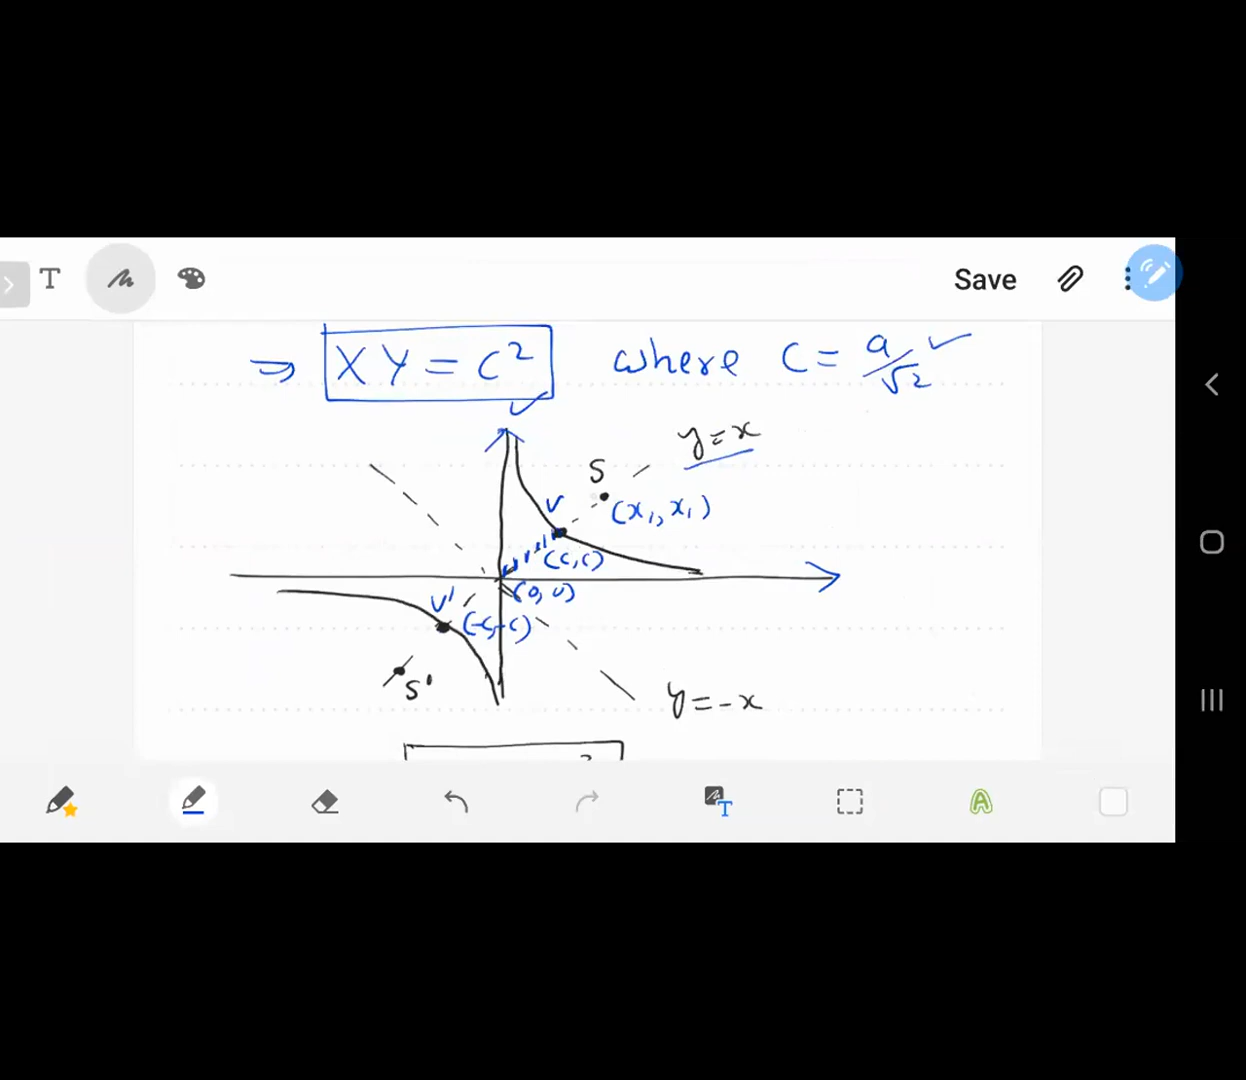 T
Save
⇒ XY = c² where c = a/√2 ✓
✓
y=x
S
V
(x₁, x₁)
(c,c)
(0,0)
V'
(-c,-c)
S'
y=-x
T
A